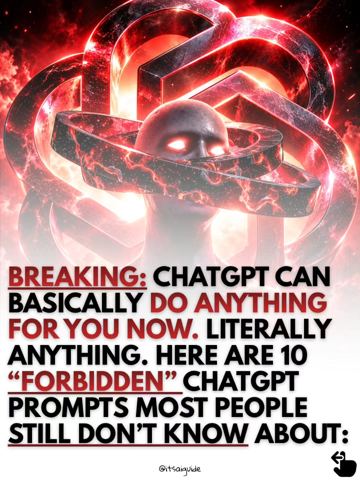 BREAKING: CHATGPT CAN
BASICALLY DO ANYTHING
FOR YOU NOW. LITERALLY
ANYTHING. HERE ARE 10
“FORBIDDEN” CHATGPT
PROMPTS MOST PEOPLE
STILL DON’T KNOW ABOUT:
@itsaiguide